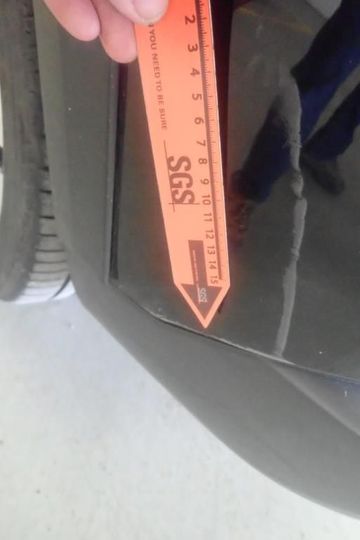 2 3 4 5 6 7 8 9 10 11 12 13 14 15
N YOU NEED TO BE SURE
SGS
SGS